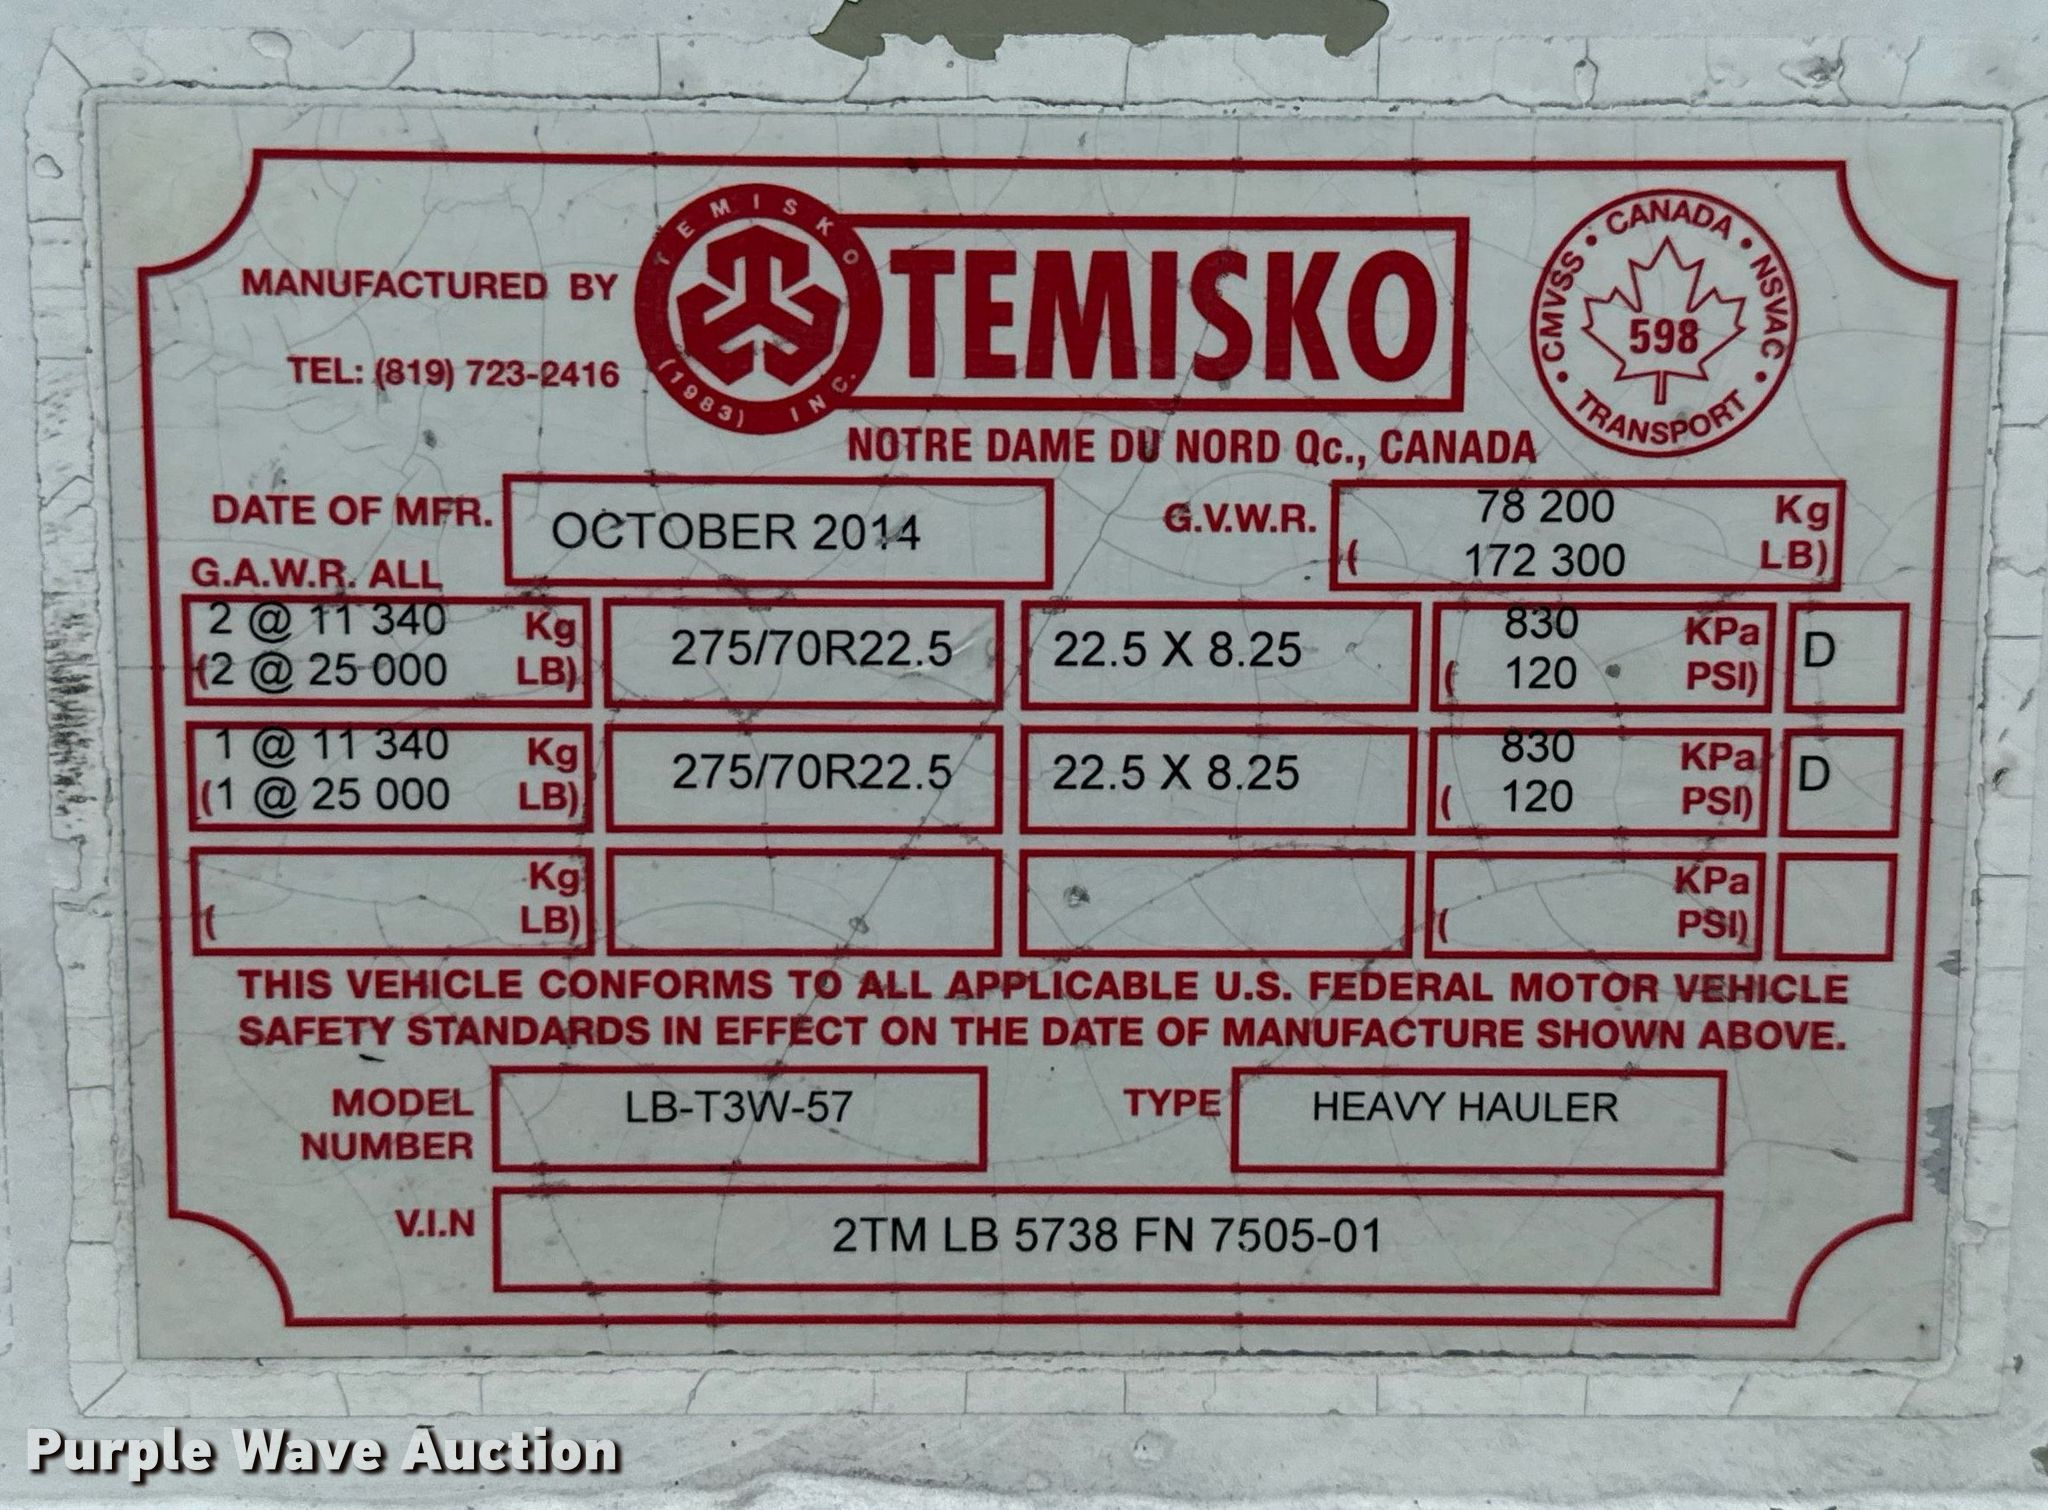 TEMISKO
(1983) INC.
MANUFACTURED BY
TEMISKO
TEL: (819) 723-2416
NOTRE DAME DU NORD Qc., CANADA
CANADA • NSVAC • TRANSPORT • CMVSS •
598
DATE OF MFR. OCTOBER 2014
G.V.W.R. 78 200 Kg
( 172 300 LB)
G.A.W.R. ALL
2 @ 11 340 Kg 275/70R22.5 22.5 X 8.25 830 KPa D
(2 @ 25 000 LB) ( 120 PSI)
1 @ 11 340 Kg 275/70R22.5 22.5 X 8.25 830 KPa D
(1 @ 25 000 LB) ( 120 PSI)
Kg KPa
( LB) ( PSI)
THIS VEHICLE CONFORMS TO ALL APPLICABLE U.S. FEDERAL MOTOR VEHICLE
SAFETY STANDARDS IN EFFECT ON THE DATE OF MANUFACTURE SHOWN ABOVE.
MODEL NUMBER LB-T3W-57
TYPE HEAVY HAULER
V.I.N 2TM LB 5738 FN 7505-01
Purple Wave Auction